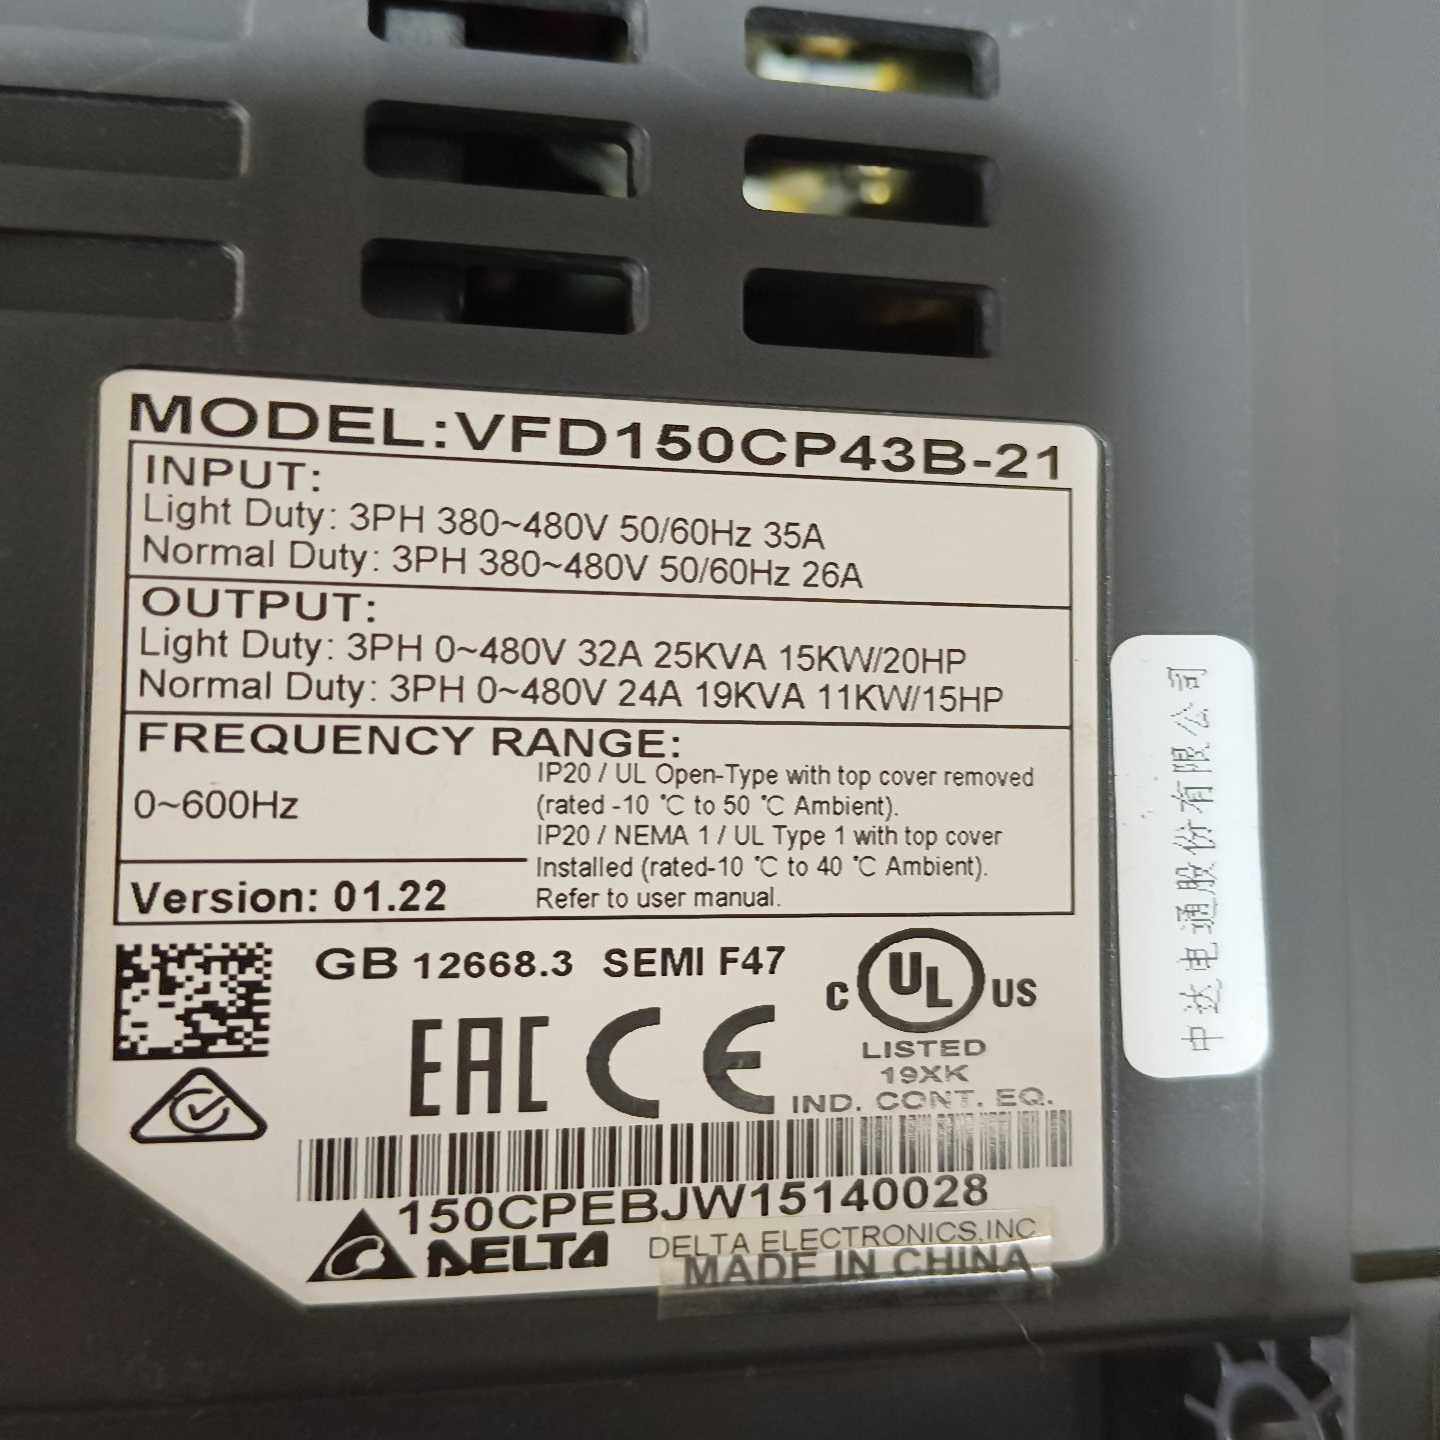 MODEL:VFD150CP43B-21
INPUT:
Light Duty: 3PH 380~480V 50/60Hz 35A
Normal Duty: 3PH 380~480V 50/60Hz 26A
OUTPUT:
Light Duty: 3PH 0~480V 32A 25KVA 15KW/20HP
Normal Duty: 3PH 0~480V 24A 19KVA 11KW/15HP
FREQUENCY RANGE:
0~600Hz
IP20 / UL Open-Type with top cover removed
(rated -10 ℃ to 50 ℃ Ambient).
IP20 / NEMA 1 / UL Type 1 with top cover
Installed (rated-10 ℃ to 40 ℃ Ambient).
Refer to user manual.
Version: 01.22
GB 12668.3 SEMI F47
C UL US
LISTED
19XK
IND. CONT. EQ.
EAC CE
150CPEBJW15140028
DELTA
DELTA ELECTRONICS.INC
MADE IN CHINA
中达电通股份有限公司